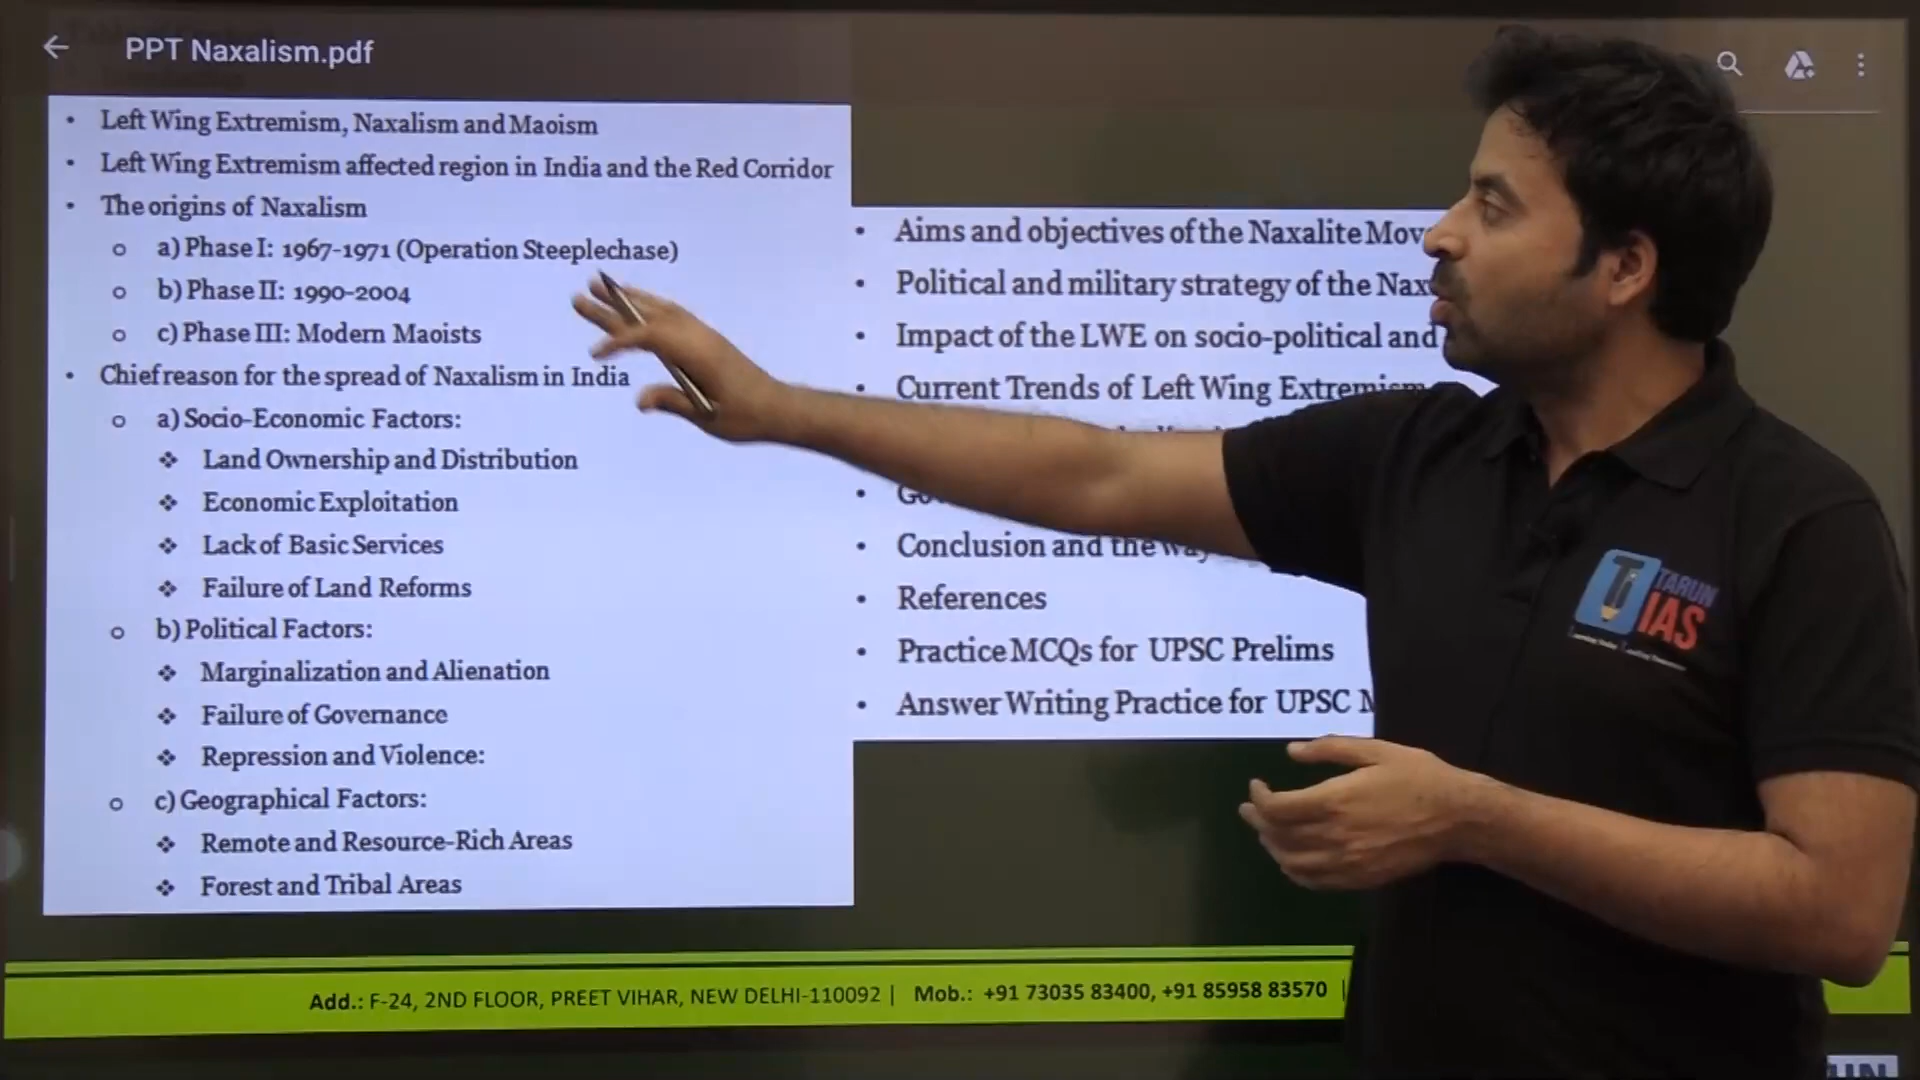 PPT Naxalism.pdf
• Left Wing Extremism, Naxalism and Maoism
• Left Wing Extremism affected region in India and the Red Corridor
• The origins of Naxalism
o a) Phase I: 1967-1971 (Operation Steeplechase)
o b) Phase II: 1990-2004
o c) Phase III: Modern Maoists
• Chief reason for the spread of Naxalism in India
o a) Socio-Economic Factors:
❖ Land Ownership and Distribution
❖ Economic Exploitation
❖ Lack of Basic Services
❖ Failure of Land Reforms
o b) Political Factors:
❖ Marginalization and Alienation
❖ Failure of Governance
❖ Repression and Violence:
o c) Geographical Factors:
❖ Remote and Resource-Rich Areas
❖ Forest and Tribal Areas
• Aims and objectives of the Naxalite
• Political and military strategy of the
• Impact of the LWE on socio-political and
• Current Trends of Left Wing Extremism
• Conclusion and the way
• References
• Practice MCQs for UPSC Prelims
• Answer Writing Practice for UPSC
TARUN
IAS
Add.: F-24, 2ND FLOOR, PREET VIHAR, NEW DELHI-110092 | Mob.: +91 73035 83400, +91 85958 83570 |